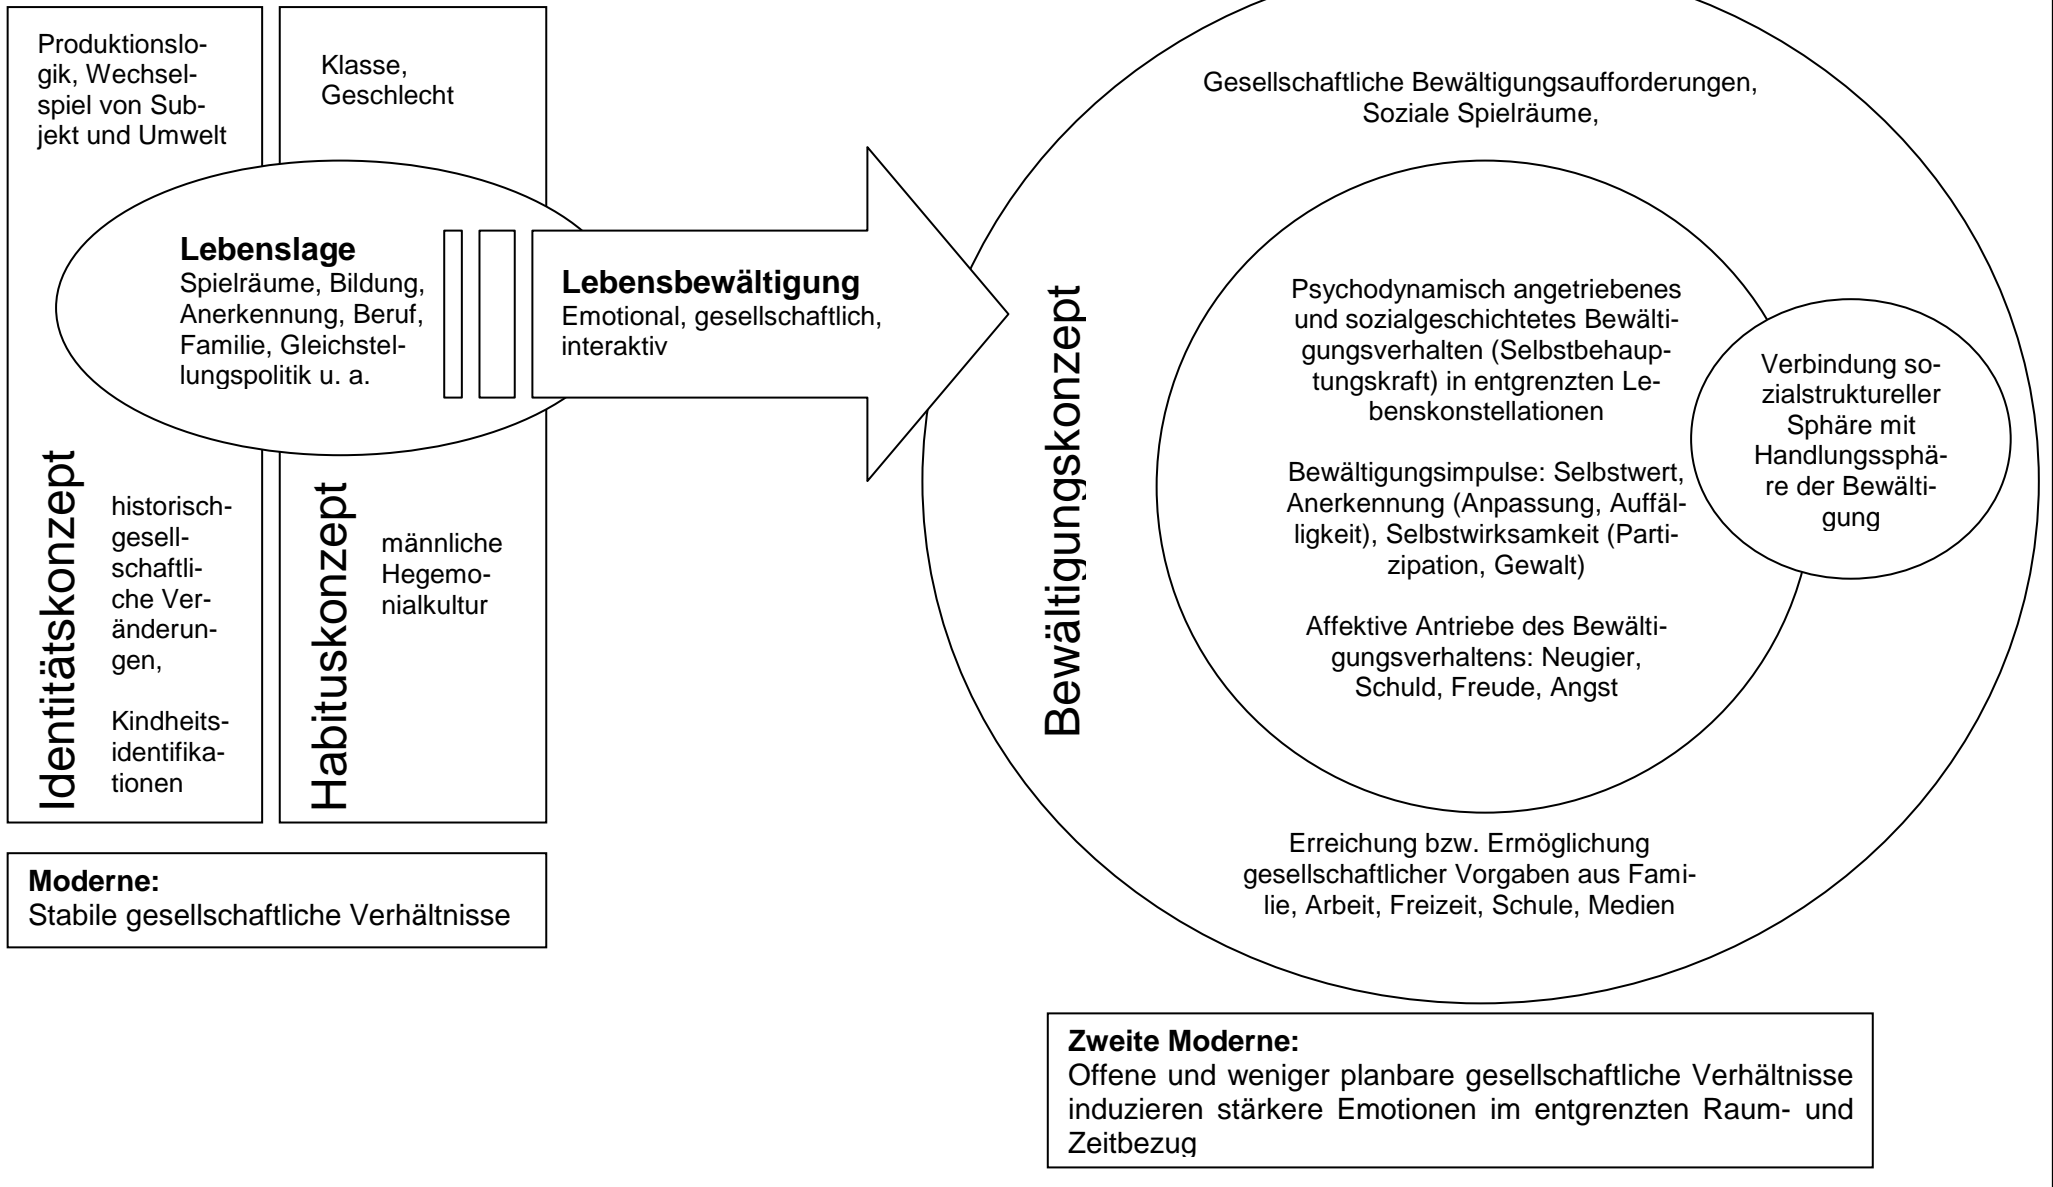 Produktionslo-
gik, Wechsel-
spiel von Sub-
jekt und Umwelt
Klasse,
Geschlecht
Lebenslage
Spielräume, Bildung,
Anerkennung, Beruf,
Familie, Gleichstel-
lungspolitik u. a.
Identitätskonzept
historisch-
gesell-
schaftli-
che Ver-
änderun-
gen,
Kindheits-
identifika-
tionen
Habituskonzept
männliche
Hegemo-
nialkultur
Moderne:
Stabile gesellschaftliche Verhältnisse
Lebensbewältigung
Emotional, gesellschaftlich,
interaktiv
Bewältigungskonzept
Gesellschaftliche Bewältigungsaufforderungen,
Soziale Spielräume,
Psychodynamisch angetriebenes
und sozialgeschichtetes Bewälti-
gungsverhalten (Selbstbehaup-
tungskraft) in entgrenzten Le-
benskonstellationen
Bewältigungsimpulse: Selbstwert,
Anerkennung (Anpassung, Auffäl-
ligkeit), Selbstwirksamkeit (Parti-
zipation, Gewalt)
Affektive Antriebe des Bewälti-
gungsverhaltens: Neugier,
Schuld, Freude, Angst
Verbindung so-
zialstruktureller
Sphäre mit
Handlungssphä-
re der Bewälti-
gung
Erreichung bzw. Ermöglichung
gesellschaftlicher Vorgaben aus Fami-
lie, Arbeit, Freizeit, Schule, Medien
Zweite Moderne:
Offene und weniger planbare gesellschaftliche Verhältnisse
induzieren stärkere Emotionen im entgrenzten Raum- und
Zeitbezug